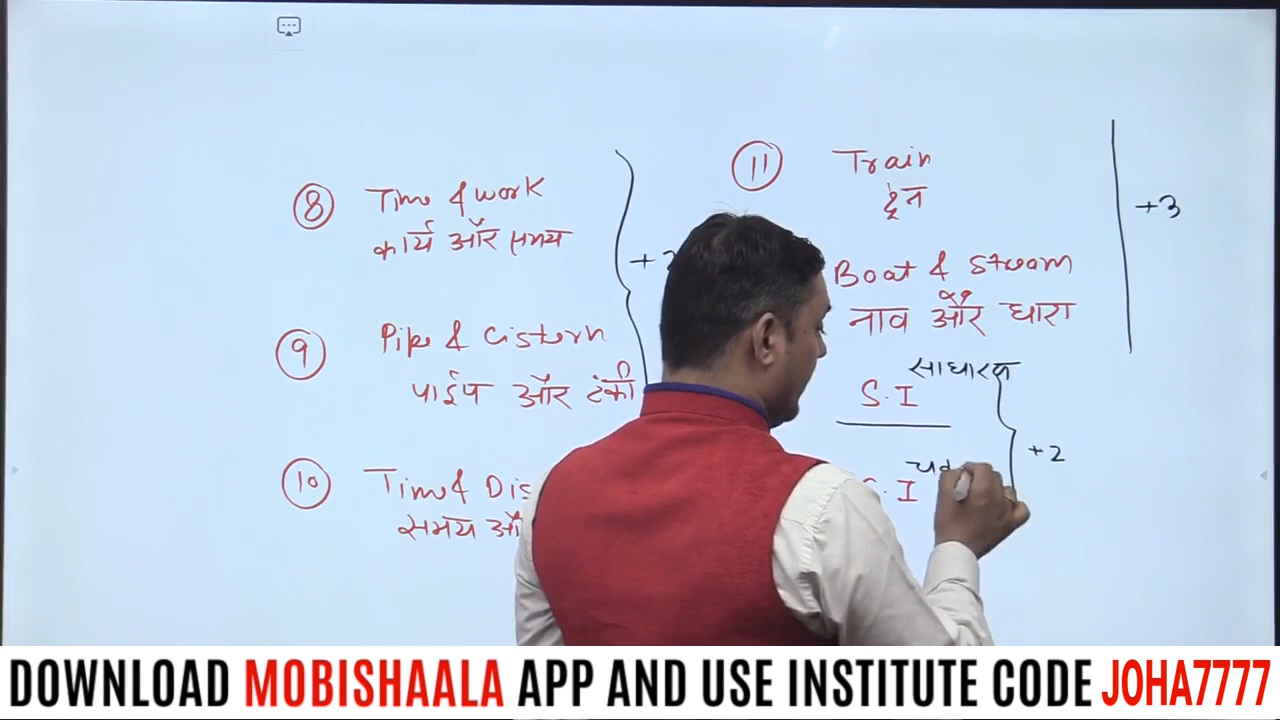 8 Time & work
कार्य और समय
9 Pipe & Cistern
पाईप और टंकी
10 Time &
समय
11 Train
ट्रेन
Boat & Stream
नाव और धारा
+3
S.I साधारण
S.I
+2
DOWNLOAD MOBISHAALA APP AND USE INSTITUTE CODE JOHA7777